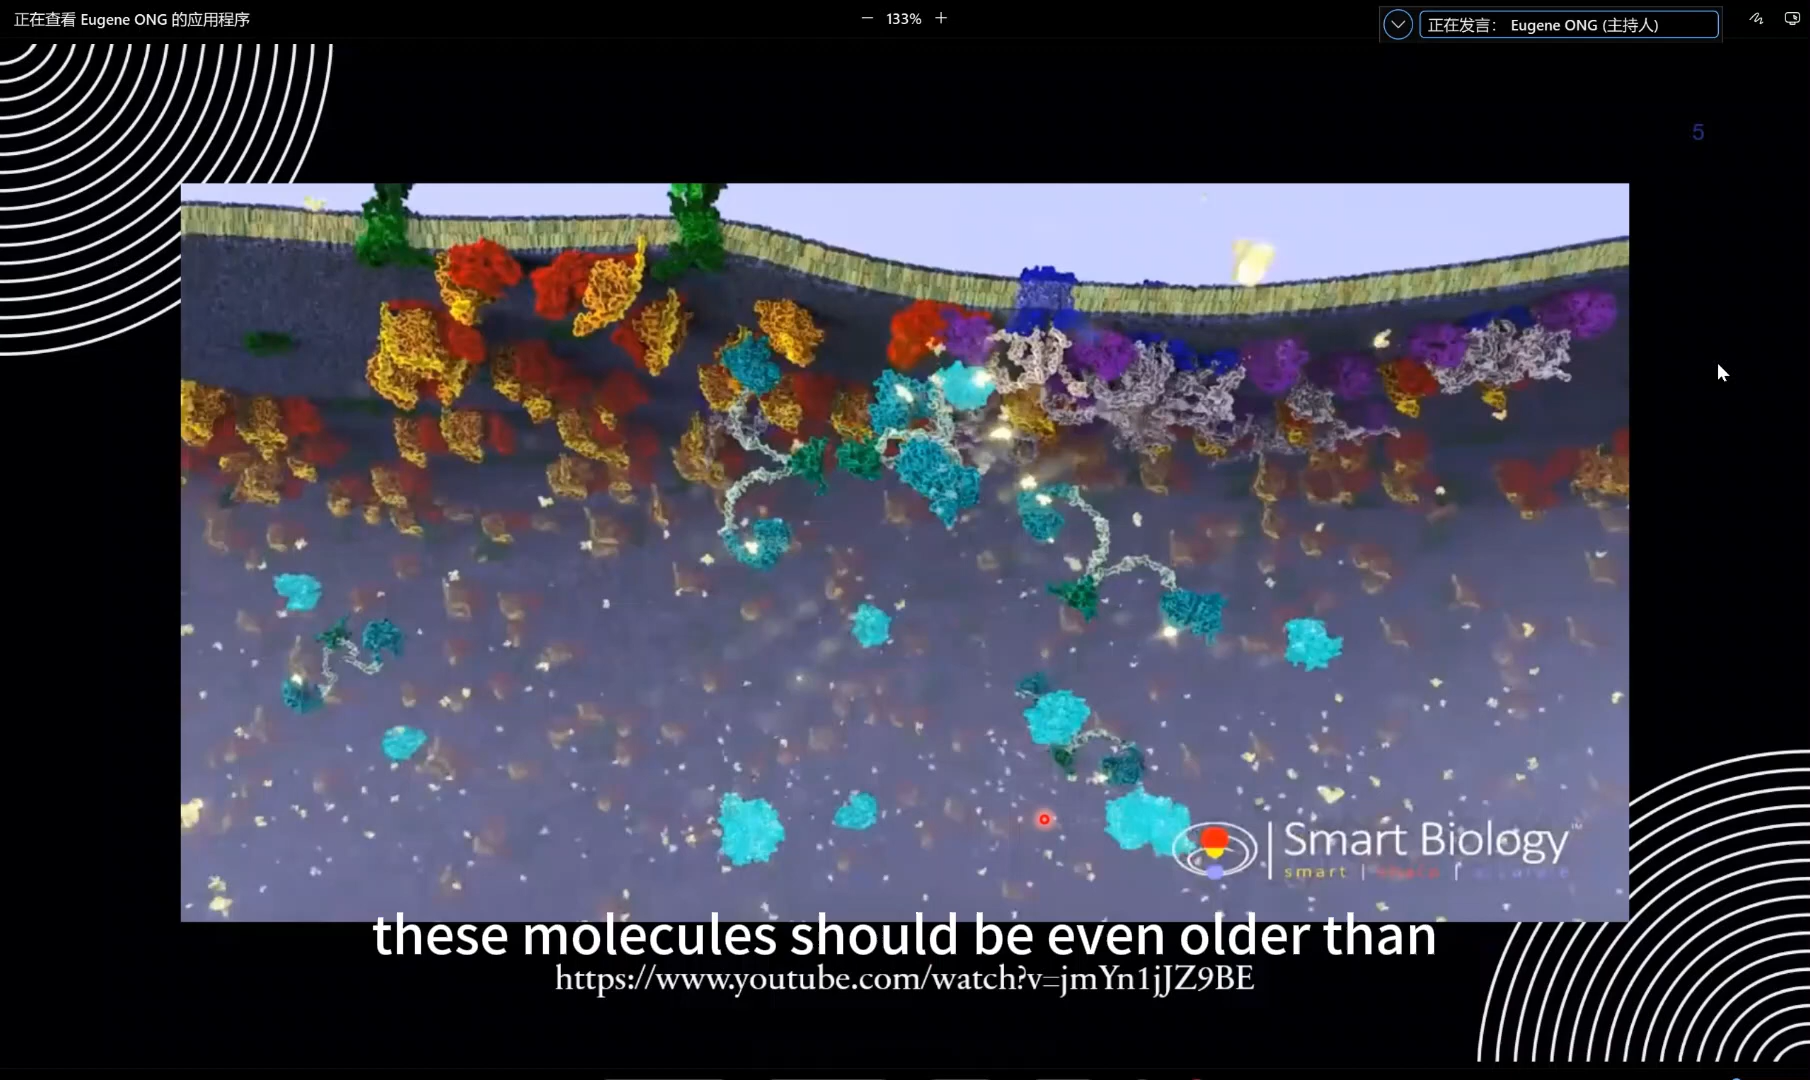 正在查看 Eugene ONG 的应用程序
133%
正在发言: Eugene ONG (主持人)
5
Smart Biology™
smart
these molecules should be even older than
https://www.youtube.com/watch?v=jmYn1jJZ9BE